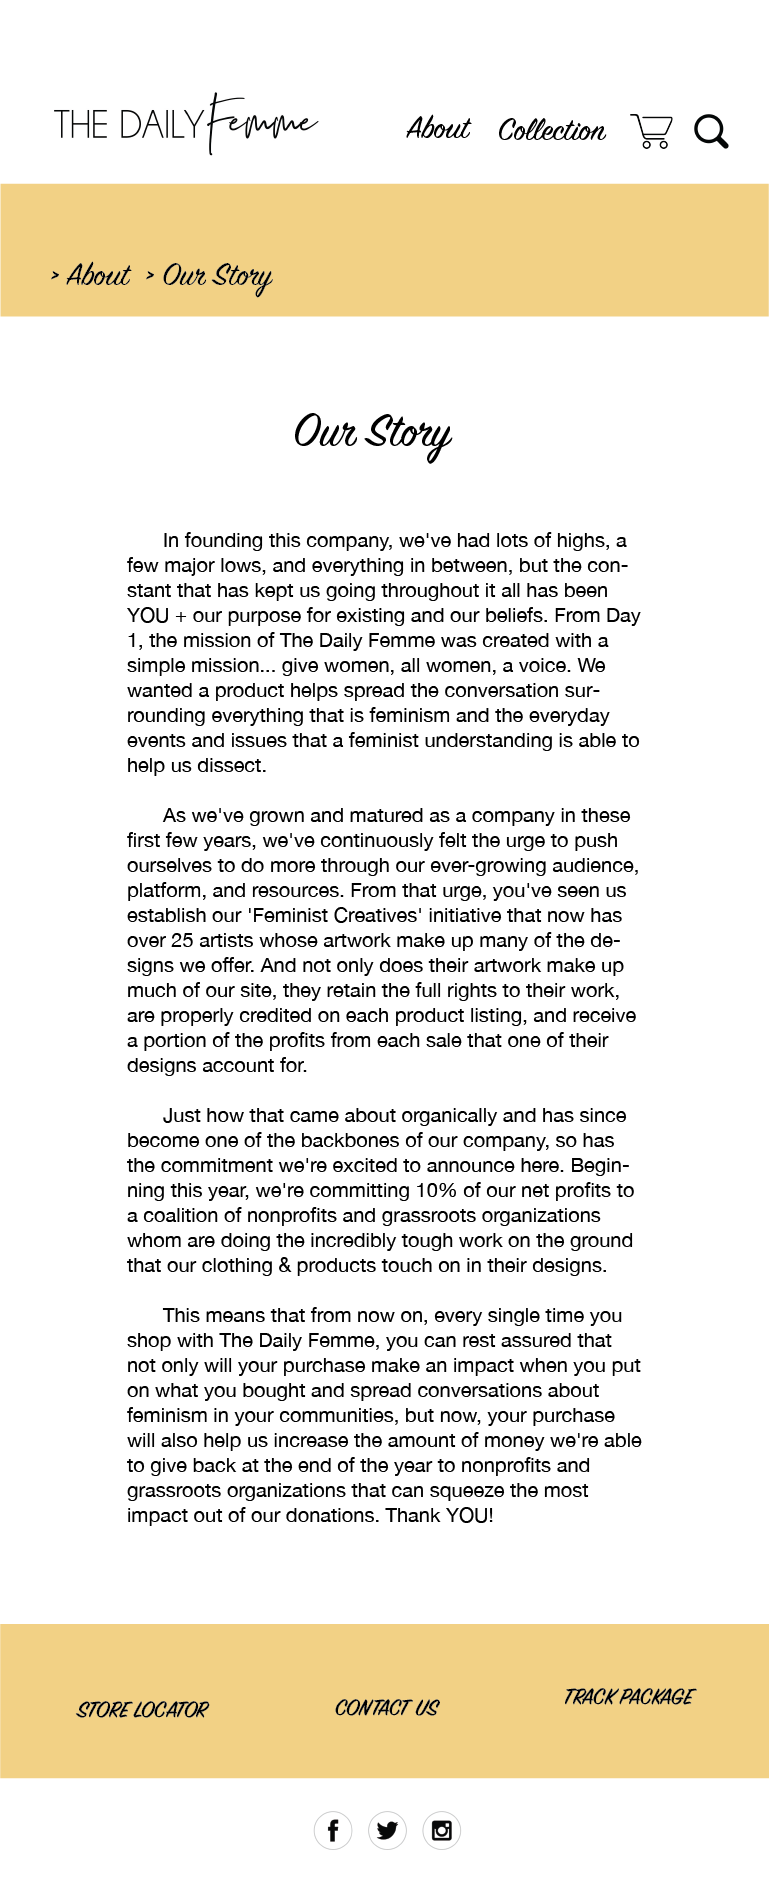 THE DAILY Femme
About Collection
> About > Our Story
Our Story
In founding this company, we've had lots of highs, a
few major lows, and everything in between, but the con-
stant that has kept us going throughout it all has been
YOU + our purpose for existing and our beliefs. From Day
1, the mission of The Daily Femme was created with a
simple mission... give women, all women, a voice. We
wanted a product helps spread the conversation sur-
rounding everything that is feminism and the everyday
events and issues that a feminist understanding is able to
help us dissect.
As we've grown and matured as a company in these
first few years, we've continuously felt the urge to push
ourselves to do more through our ever-growing audience,
platform, and resources. From that urge, you've seen us
establish our 'Feminist Creatives' initiative that now has
over 25 artists whose artwork make up many of the de-
signs we offer. And not only does their artwork make up
much of our site, they retain the full rights to their work,
are properly credited on each product listing, and receive
a portion of the profits from each sale that one of their
designs account for.
Just how that came about organically and has since
become one of the backbones of our company, so has
the commitment we're excited to announce here. Begin-
ning this year, we're committing 10% of our net profits to
a coalition of nonprofits and grassroots organizations
whom are doing the incredibly tough work on the ground
that our clothing & products touch on in their designs.
This means that from now on, every single time you
shop with The Daily Femme, you can rest assured that
not only will your purchase make an impact when you put
on what you bought and spread conversations about
feminism in your communities, but now, your purchase
will also help us increase the amount of money we're able
to give back at the end of the year to nonprofits and
grassroots organizations that can squeeze the most
impact out of our donations. Thank YOU!
STORE LOCATOR CONTACT US TRACK PACKAGE